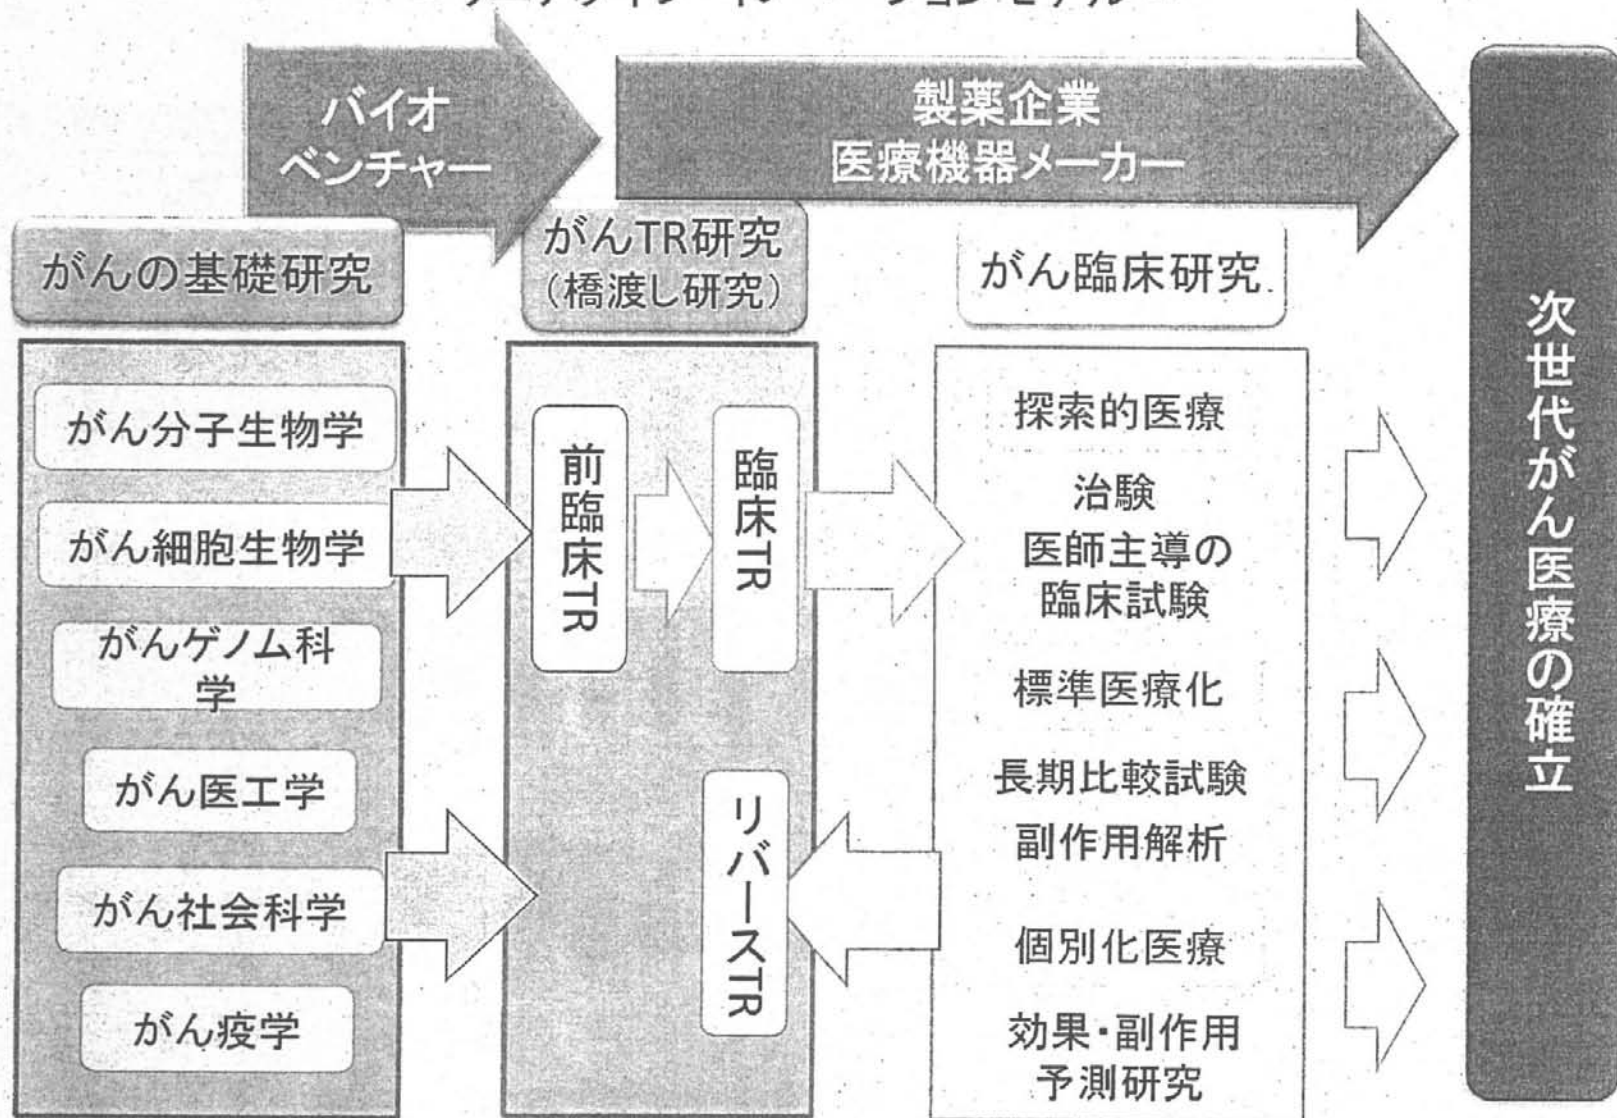 バイオ
ベンチャー
製薬企業
医療機器メーカー
がんの基礎研究
がんTR研究
(橋渡し研究)
がん臨床研究
がん分子生物学
がん細胞生物学
がんゲノム科
学
がん医工学
がん社会科学
がん疫学
前臨床TR
臨床TR
リバースTR
探索的医療
治験
医師主導の
臨床試験
標準医療化
長期比較試験
副作用解析
個別化医療
効果・副作用
予測研究
次世代がん医療の確立